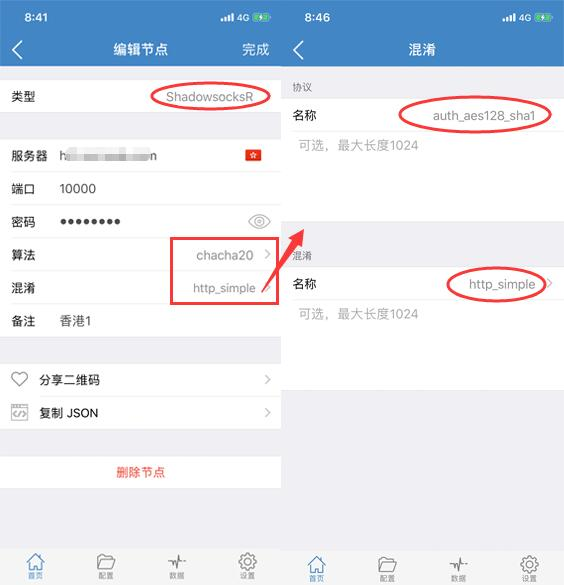 8:41
4G
编辑节点
完成
类型
ShadowsocksR
服务器
端口
10000
密码
●●●●●●●●
算法
chacha20
混淆
http_simple
备注
香港1
分享二维码
复制 JSON
删除节点
首页
配置
数据
设置
8:46
4G
混淆
协议
名称
auth_aes128_sha1
可选，最大长度1024
混淆
名称
http_simple
可选，最大长度1024
首页
配置
数据
设置